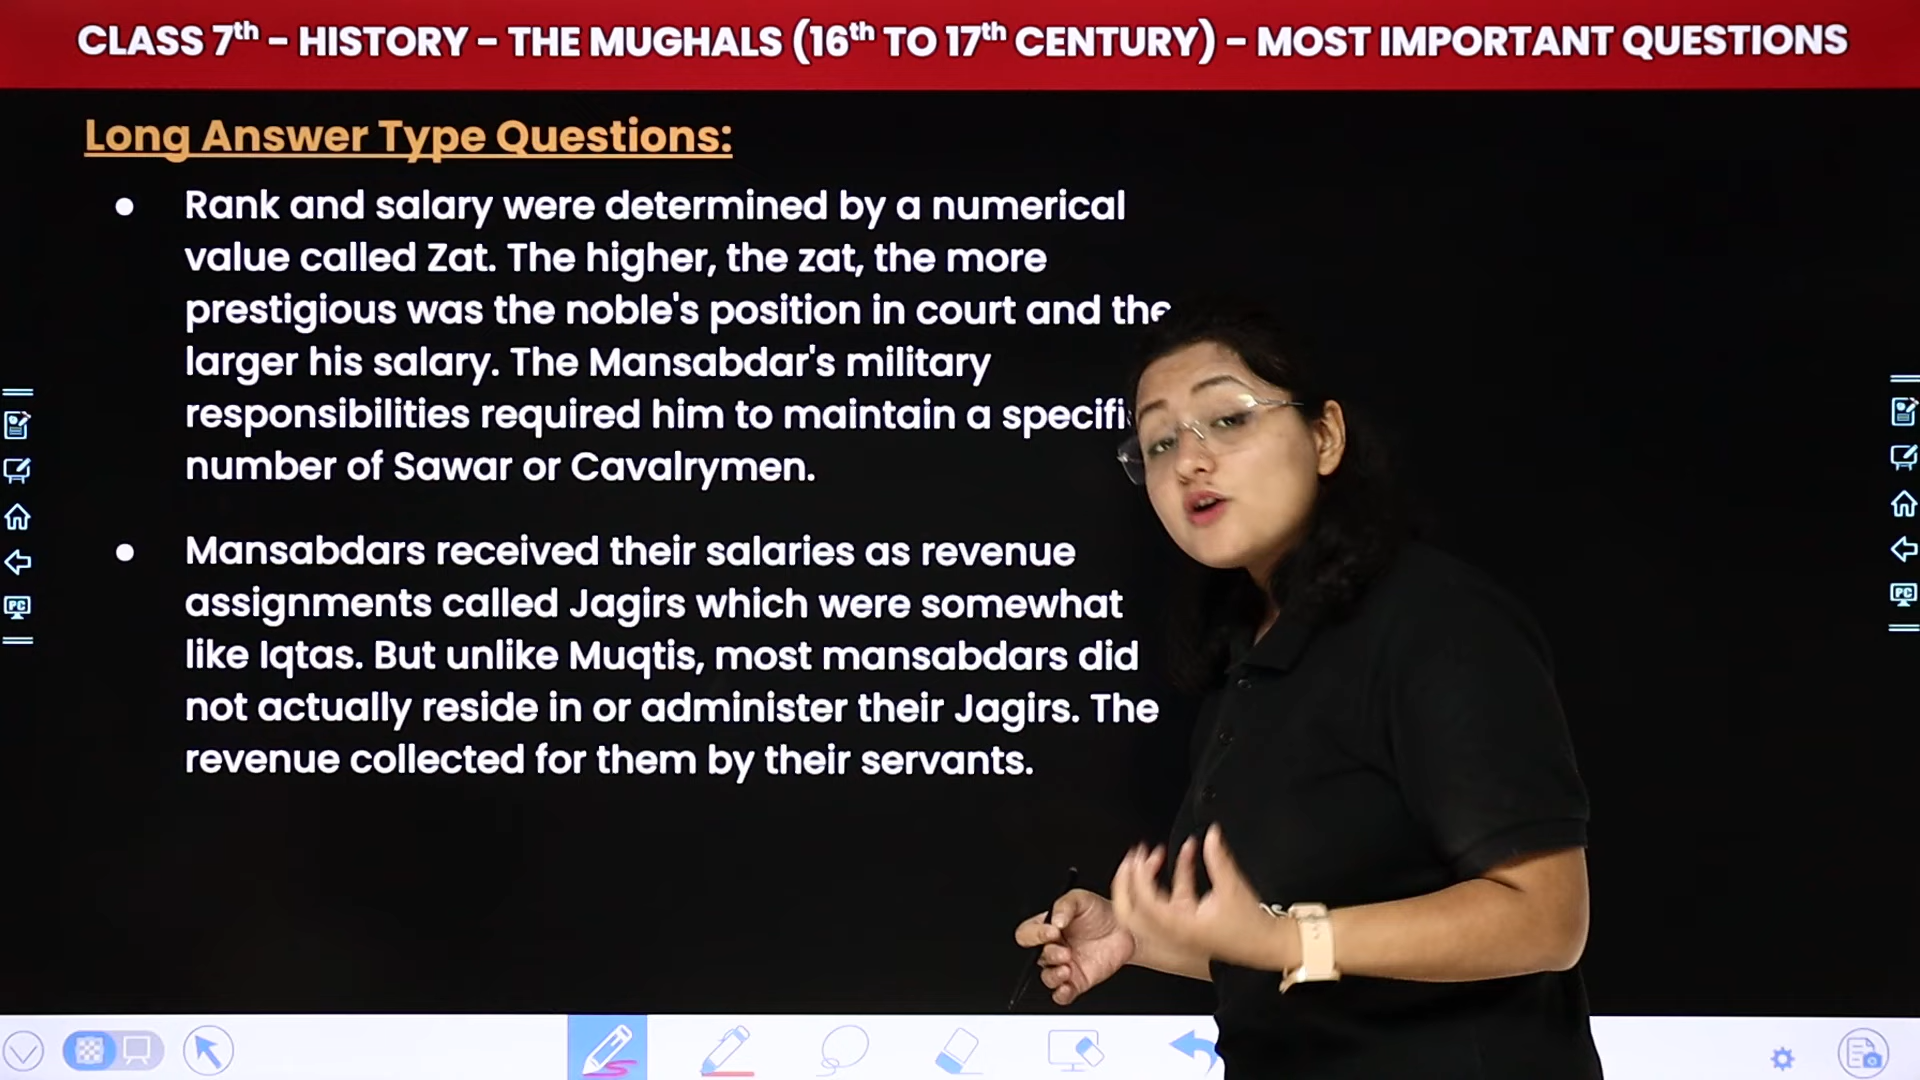 CLASS 7th - HISTORY - THE MUGHALS (16th TO 17th CENTURY) - MOST IMPORTANT QUESTIONS
Long Answer Type Questions:
● Rank and salary were determined by a numerical
value called Zat. The higher, the zat, the more
prestigious was the noble's position in court and the
larger his salary. The Mansabdar's military
responsibilities required him to maintain a
number of Sawar or Cavalrymen.
● Mansabdars received their salaries as revenue
assignments called Jagirs which were somewhat
like Iqtas. But unlike Muqtis, most mansabdars did
not actually reside in or administer their Jagirs. The
revenue collected for them by their servants.
PC
PC